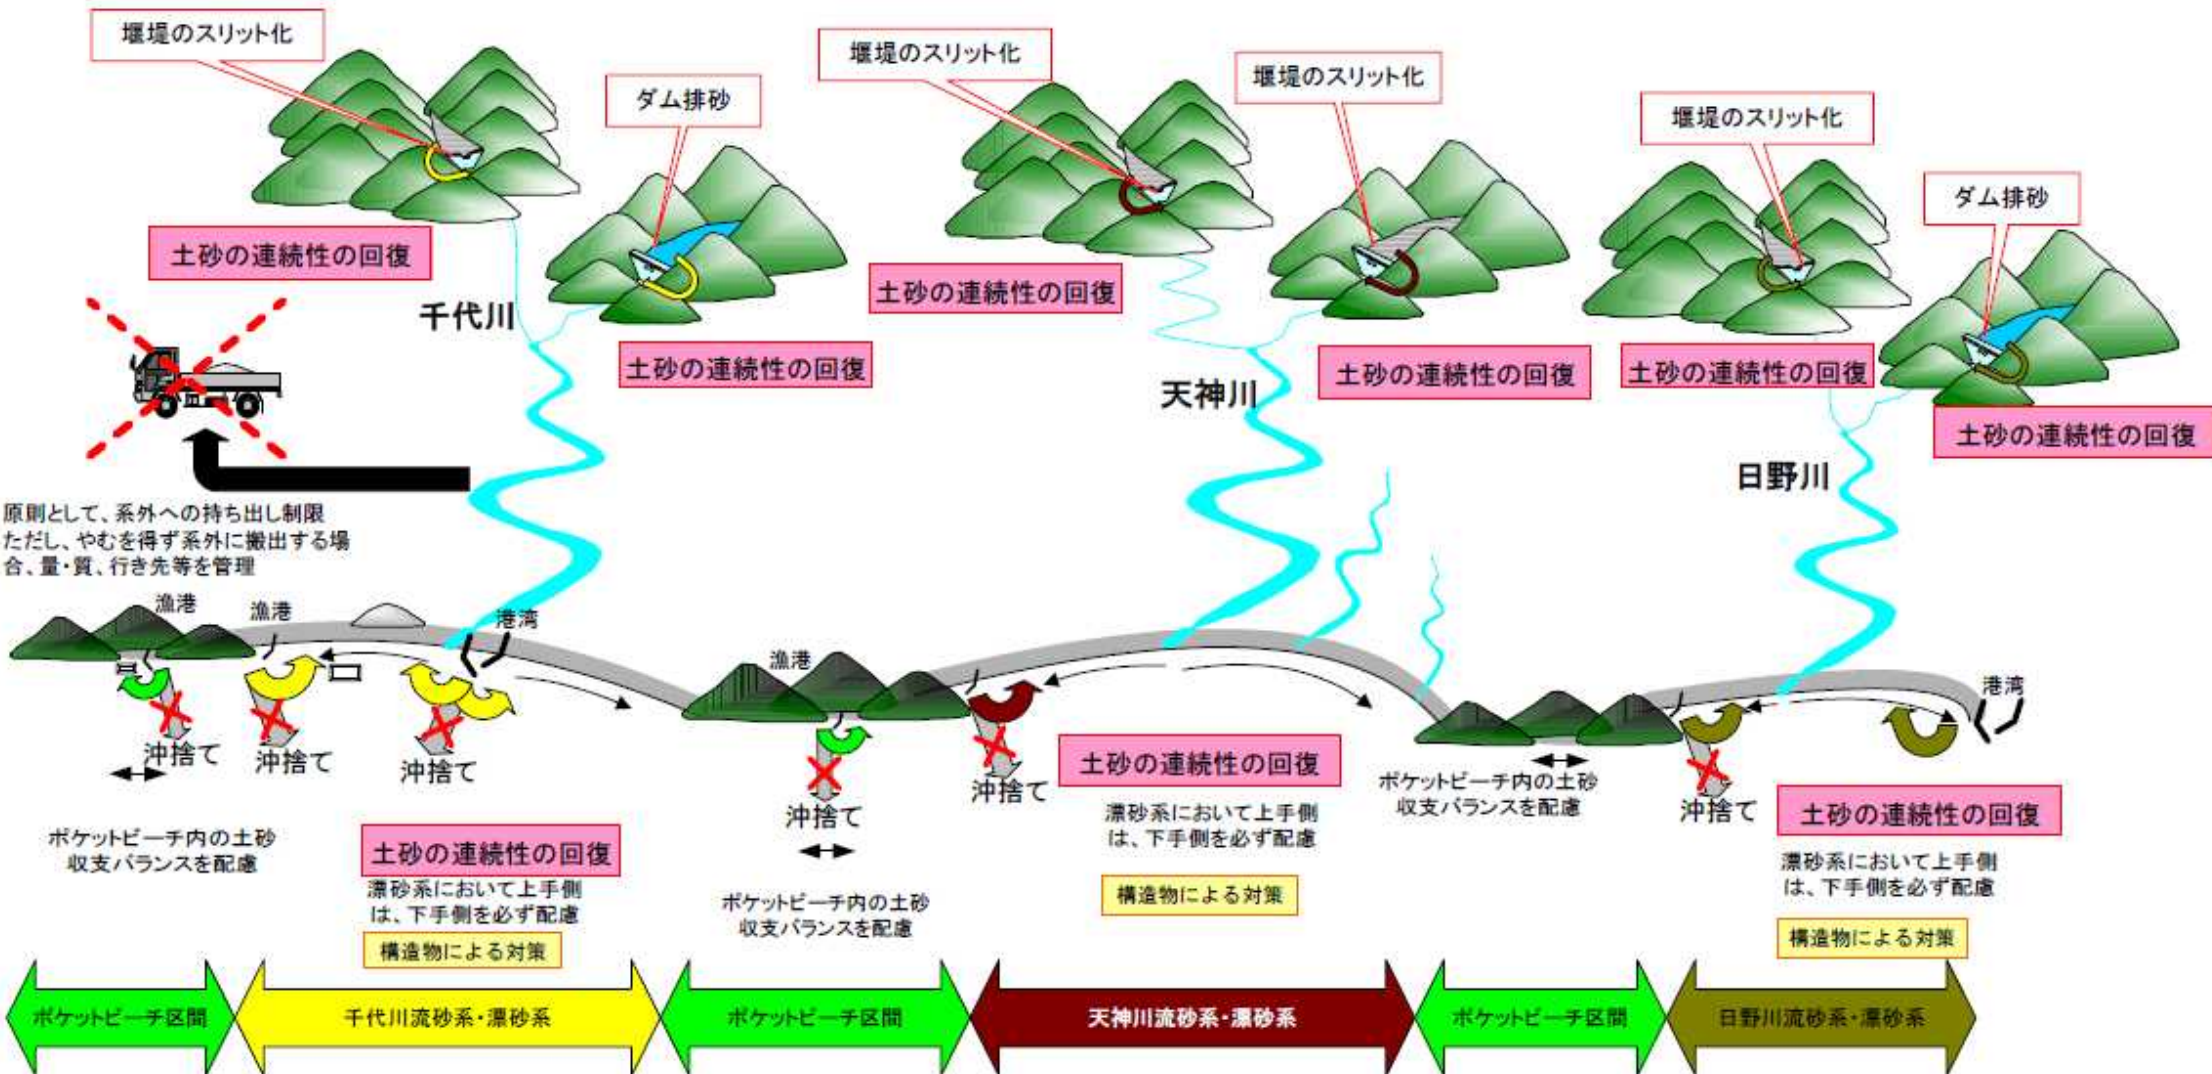 堰堤のスリット化
ダム排砂
堰堤のスリット化
堰堤のスリット化
堰堤のスリット化
ダム排砂
土砂の連続性の回復
土砂の連続性の回復
土砂の連続性の回復
土砂の連続性の回復
土砂の連続性の回復
土砂の連続性の回復
千代川
天神川
日野川
原則として、系外への持ち出し制限
ただし、やむを得ず系外に搬出する場
合、量・質、行き先等を管理
漁港
漁港
港湾
漁港
港湾
沖捨て
沖捨て
沖捨て
沖捨て
沖捨て
沖捨て
ポケットビーチ内の土砂
収支バランスを配慮
土砂の連続性の回復
漂砂系において上手側
は、下手側を必ず配慮
構造物による対策
ポケットビーチ内の土砂
収支バランスを配慮
土砂の連続性の回復
漂砂系において上手側
は、下手側を必ず配慮
構造物による対策
ポケットビーチ内の土砂
収支バランスを配慮
土砂の連続性の回復
漂砂系において上手側
は、下手側を必ず配慮
構造物による対策
ポケットビーチ区間
千代川流砂系・漂砂系
ポケットビーチ区間
天神川流砂系・漂砂系
ポケットビーチ区間
日野川流砂系・漂砂系